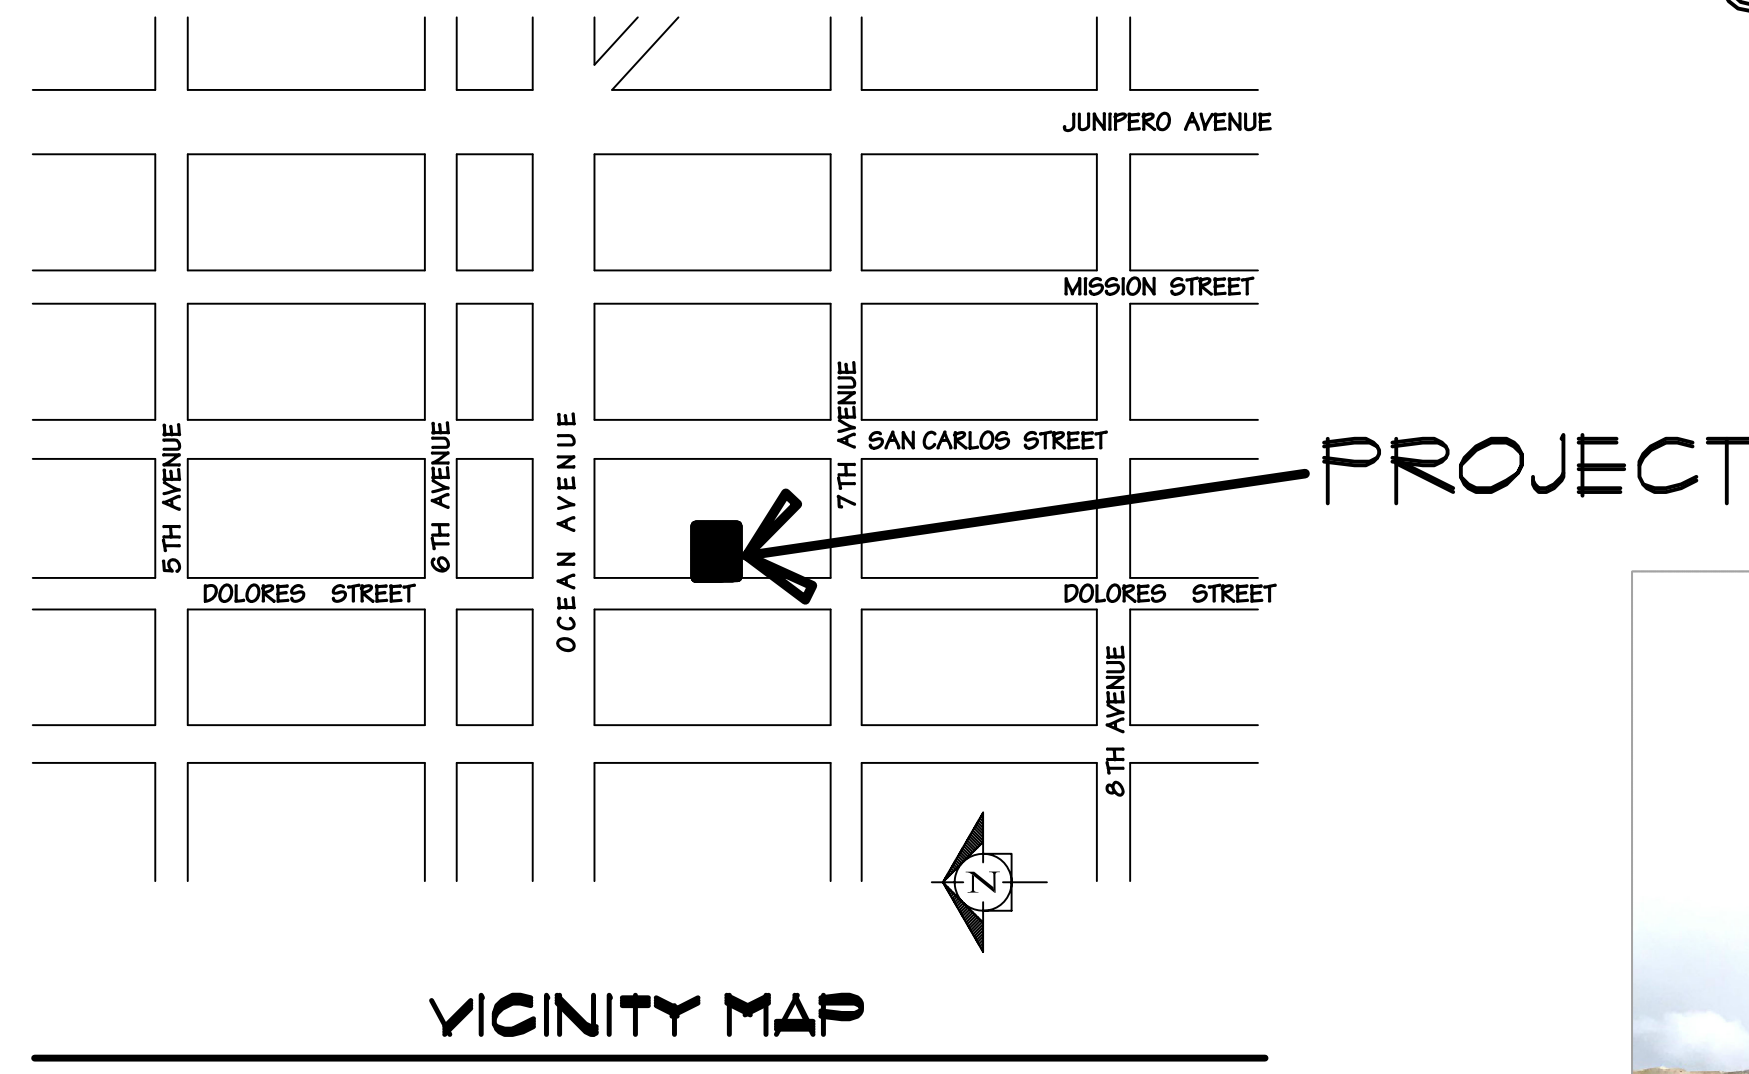 JUNIPERO AVENUE
MISSION STREET
5TH AVENUE
6TH AVENUE
OCEAN AVENUE
7TH AVENUE
SAN CARLOS STREET
PROJECT
DOLORES STREET
DOLORES STREET
8TH AVENUE
N
VICINITY MAP